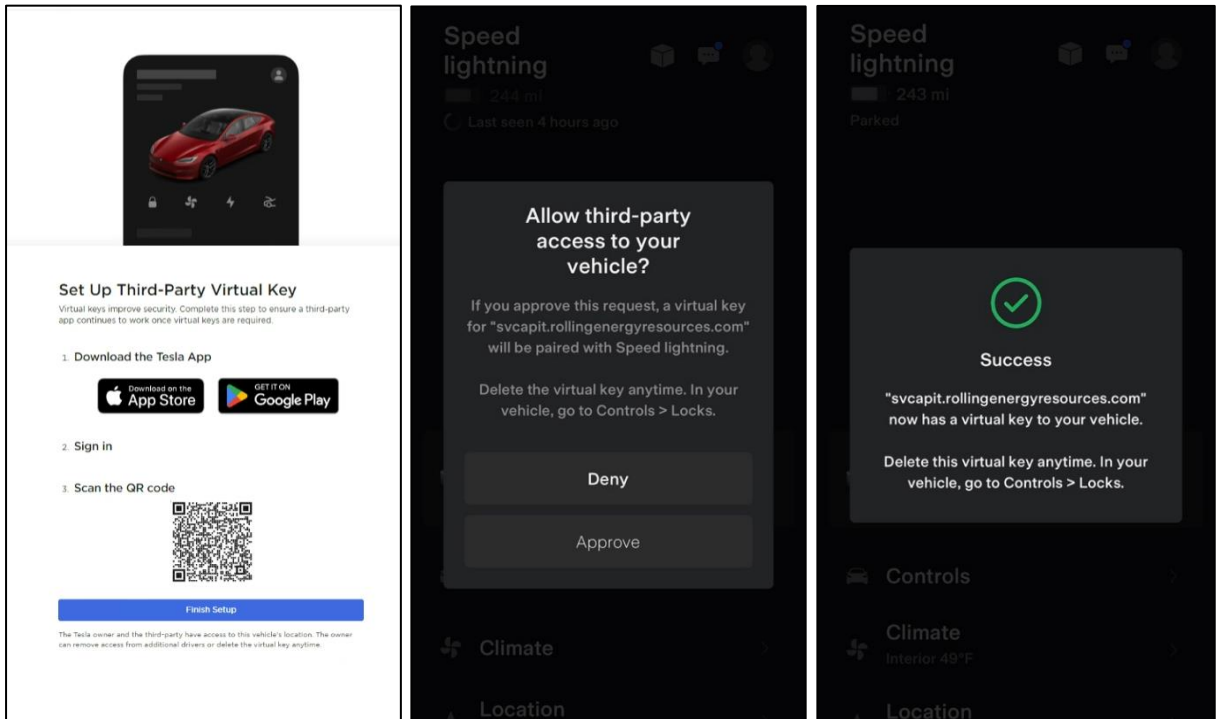 Set Up Third-Party Virtual Key
Virtual keys improve security. Complete this step to ensure a third-party
app continues to work once virtual keys are required.
1. Download the Tesla App
Download on the
App Store
GET IT ON
Google Play
2. Sign in
3. Scan the QR code
Finish Setup
The Tesla owner and the third-party have access to this vehicle's location. The owner
can remove access from additional drivers or delete the virtual key anytime.
Speed
lightning
244 mi
Last seen 4 hours ago
Allow third-party
access to your
vehicle?
If you approve this request, a virtual key
for "svcapit.rollingenergyresources.com"
will be paired with Speed lightning.
Delete the virtual key anytime. In your
vehicle, go to Controls > Locks.
Deny
Approve
Climate
Location
Speed
lightning
243 mi
Parked
Success
"svcapit.rollingenergyresources.com"
now has a virtual key to your vehicle.
Delete this virtual key anytime. In your
vehicle, go to Controls > Locks.
Controls
Climate
Interior 49°F
Location